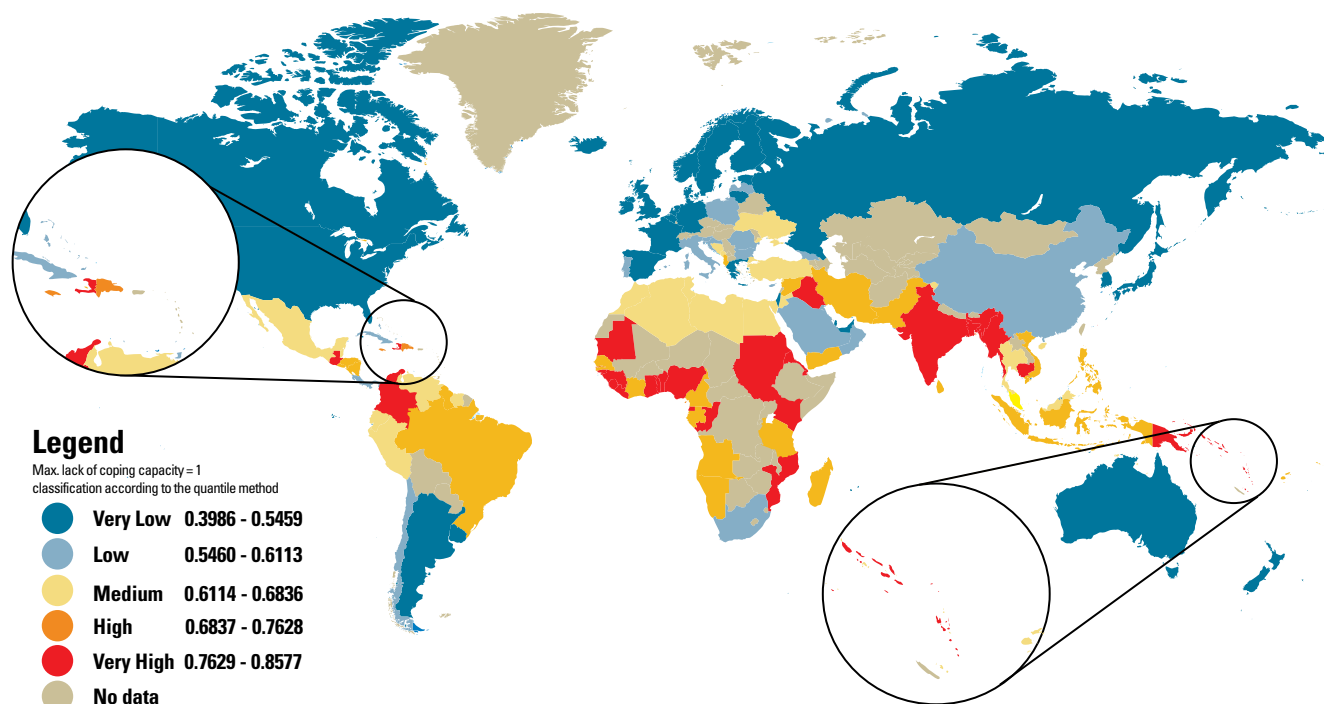 Legend
Max. lack of coping capacity = 1
classification according to the quantile method
Very Low 0.3986 - 0.5459
Low 0.5460 - 0.6113
Medium 0.6114 - 0.6836
High 0.6837 - 0.7628
Very High 0.7629 - 0.8577
No data